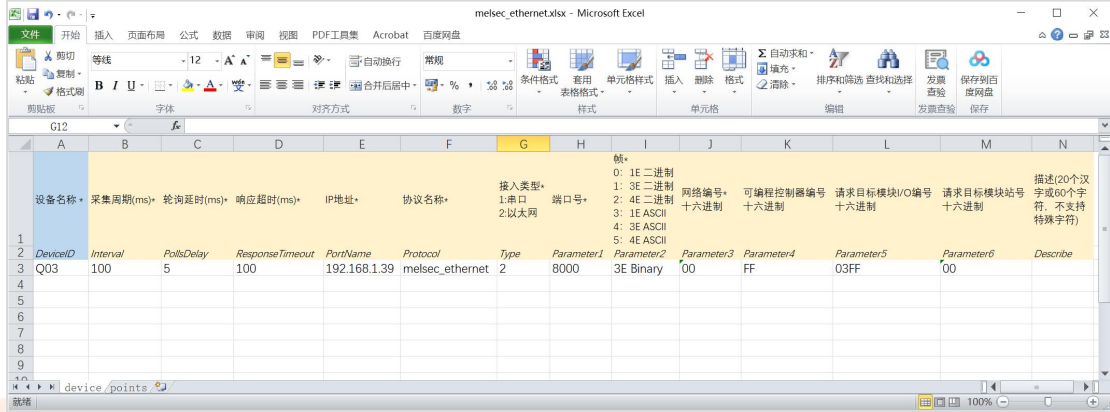 melsec_ethernet.xlsx - Microsoft Excel
文件 开始 插入 页面布局 公式 数据 审阅 视图 PDF工具集 Acrobat 百度网盘
剪切
复制
格式刷
粘贴
剪贴板
等线 12
B I U
字体
自动换行
合并后居中
对齐方式
常规
数字
条件格式 套用表格格式 单元格样式
样式
插入 删除 格式
单元格
Σ 自动求和
填充
清除
排序和筛选 查找和选择
编辑
发票查验
发票查验
保存到百度网盘
保存
G12 fx
A B C D E F G H I J K L M N
1
设备名称*
采集周期(ms)*
轮询延时(ms)*
响应超时(ms)*
IP地址*
协议名称*
接入类型*
1:串口
2:以太网
端口号*
帧*
0: 1E 二进制
1: 3E 二进制
2: 4E 二进制
3: 1E ASCII
4: 3E ASCII
5: 4E ASCII
网络编号*
十六进制
可编程控制器编号
十六进制
请求目标模块I/O编号
十六进制
请求目标模块站号
十六进制
描述(20个汉
字或60个字
符，不支持
特殊字符)
2 DeviceID Interval PollsDelay ResponseTimeout PortName Protocol Type Parameter1 Parameter2 Parameter3 Parameter4 Parameter5 Parameter6 Describe
3 Q03 100 5 100 192.168.1.39 melsec_ethernet 2 8000 3E Binary 00 FF 03FF 00
4
5
6
7
8
9
device points
就绪 100%